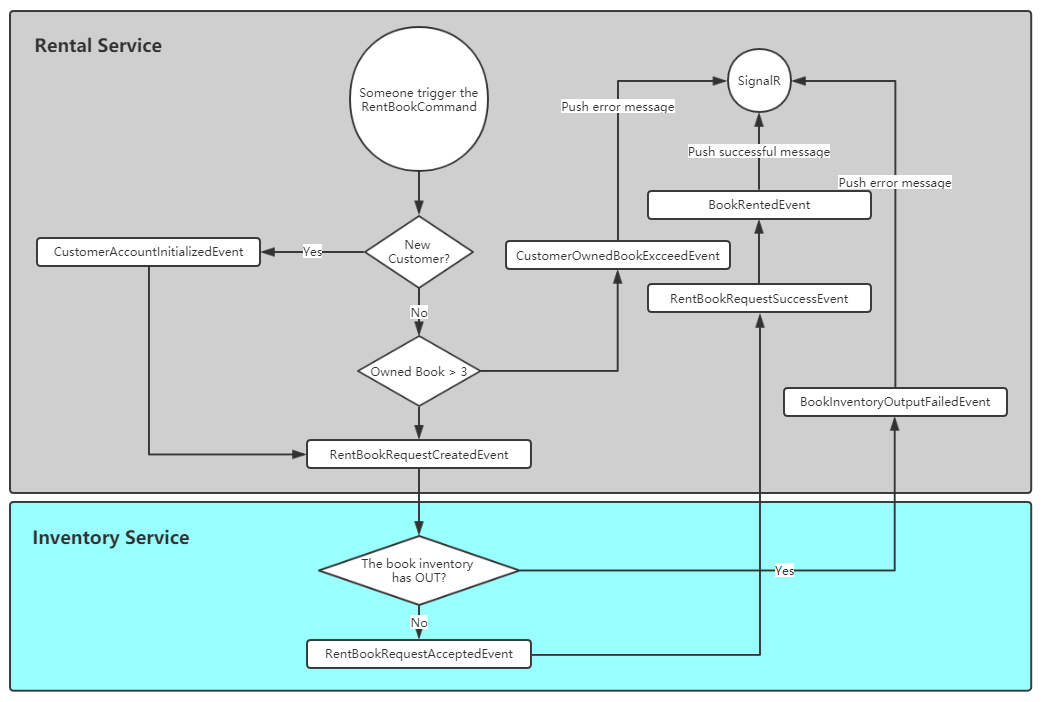 Rental Service
Someone trigger the
RentBookCommand
SignalR
Push error message
Push successful message
Push error message
BookRentedEvent
CustomerAccountInitializedEvent
Yes
New
Customer?
CustomerOwnedBookExcceedEvent
RentBookRequestSuccessEvent
No
Owned Book > 3
BookInventoryOutputFailedEvent
RentBookRequestCreatedEvent
Inventory Service
The book inventory
has OUT?
Yes
No
RentBookRequestAcceptedEvent